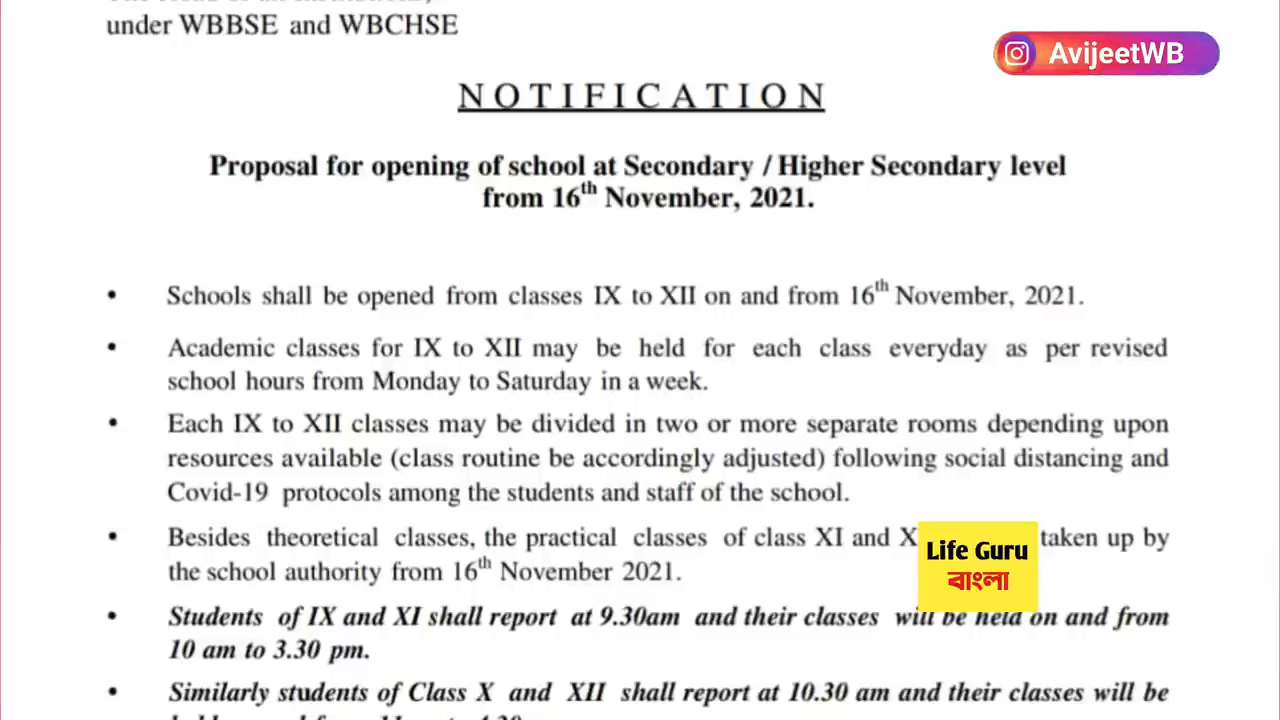 under WBBSE and WBCHSE
AvijeetWB
NOTIFICATION
Proposal for opening of school at Secondary / Higher Secondary level
from 16th November, 2021.
• Schools shall be opened from classes IX to XII on and from 16th November, 2021.
• Academic classes for IX to XII may be held for each class everyday as per revised
school hours from Monday to Saturday in a week.
• Each IX to XII classes may be divided in two or more separate rooms depending upon
resources available (class routine be accordingly adjusted) following social distancing and
Covid-19 protocols among the students and staff of the school.
• Besides theoretical classes, the practical classes of class XI and taken up by
the school authority from 16th November 2021.
Life Guru
বাংলা
• Students of IX and XI shall report at 9.30am and their classes will be held on and from
10 am to 3.30 pm.
• Similarly students of Class X and XII shall report at 10.30 am and their classes will be